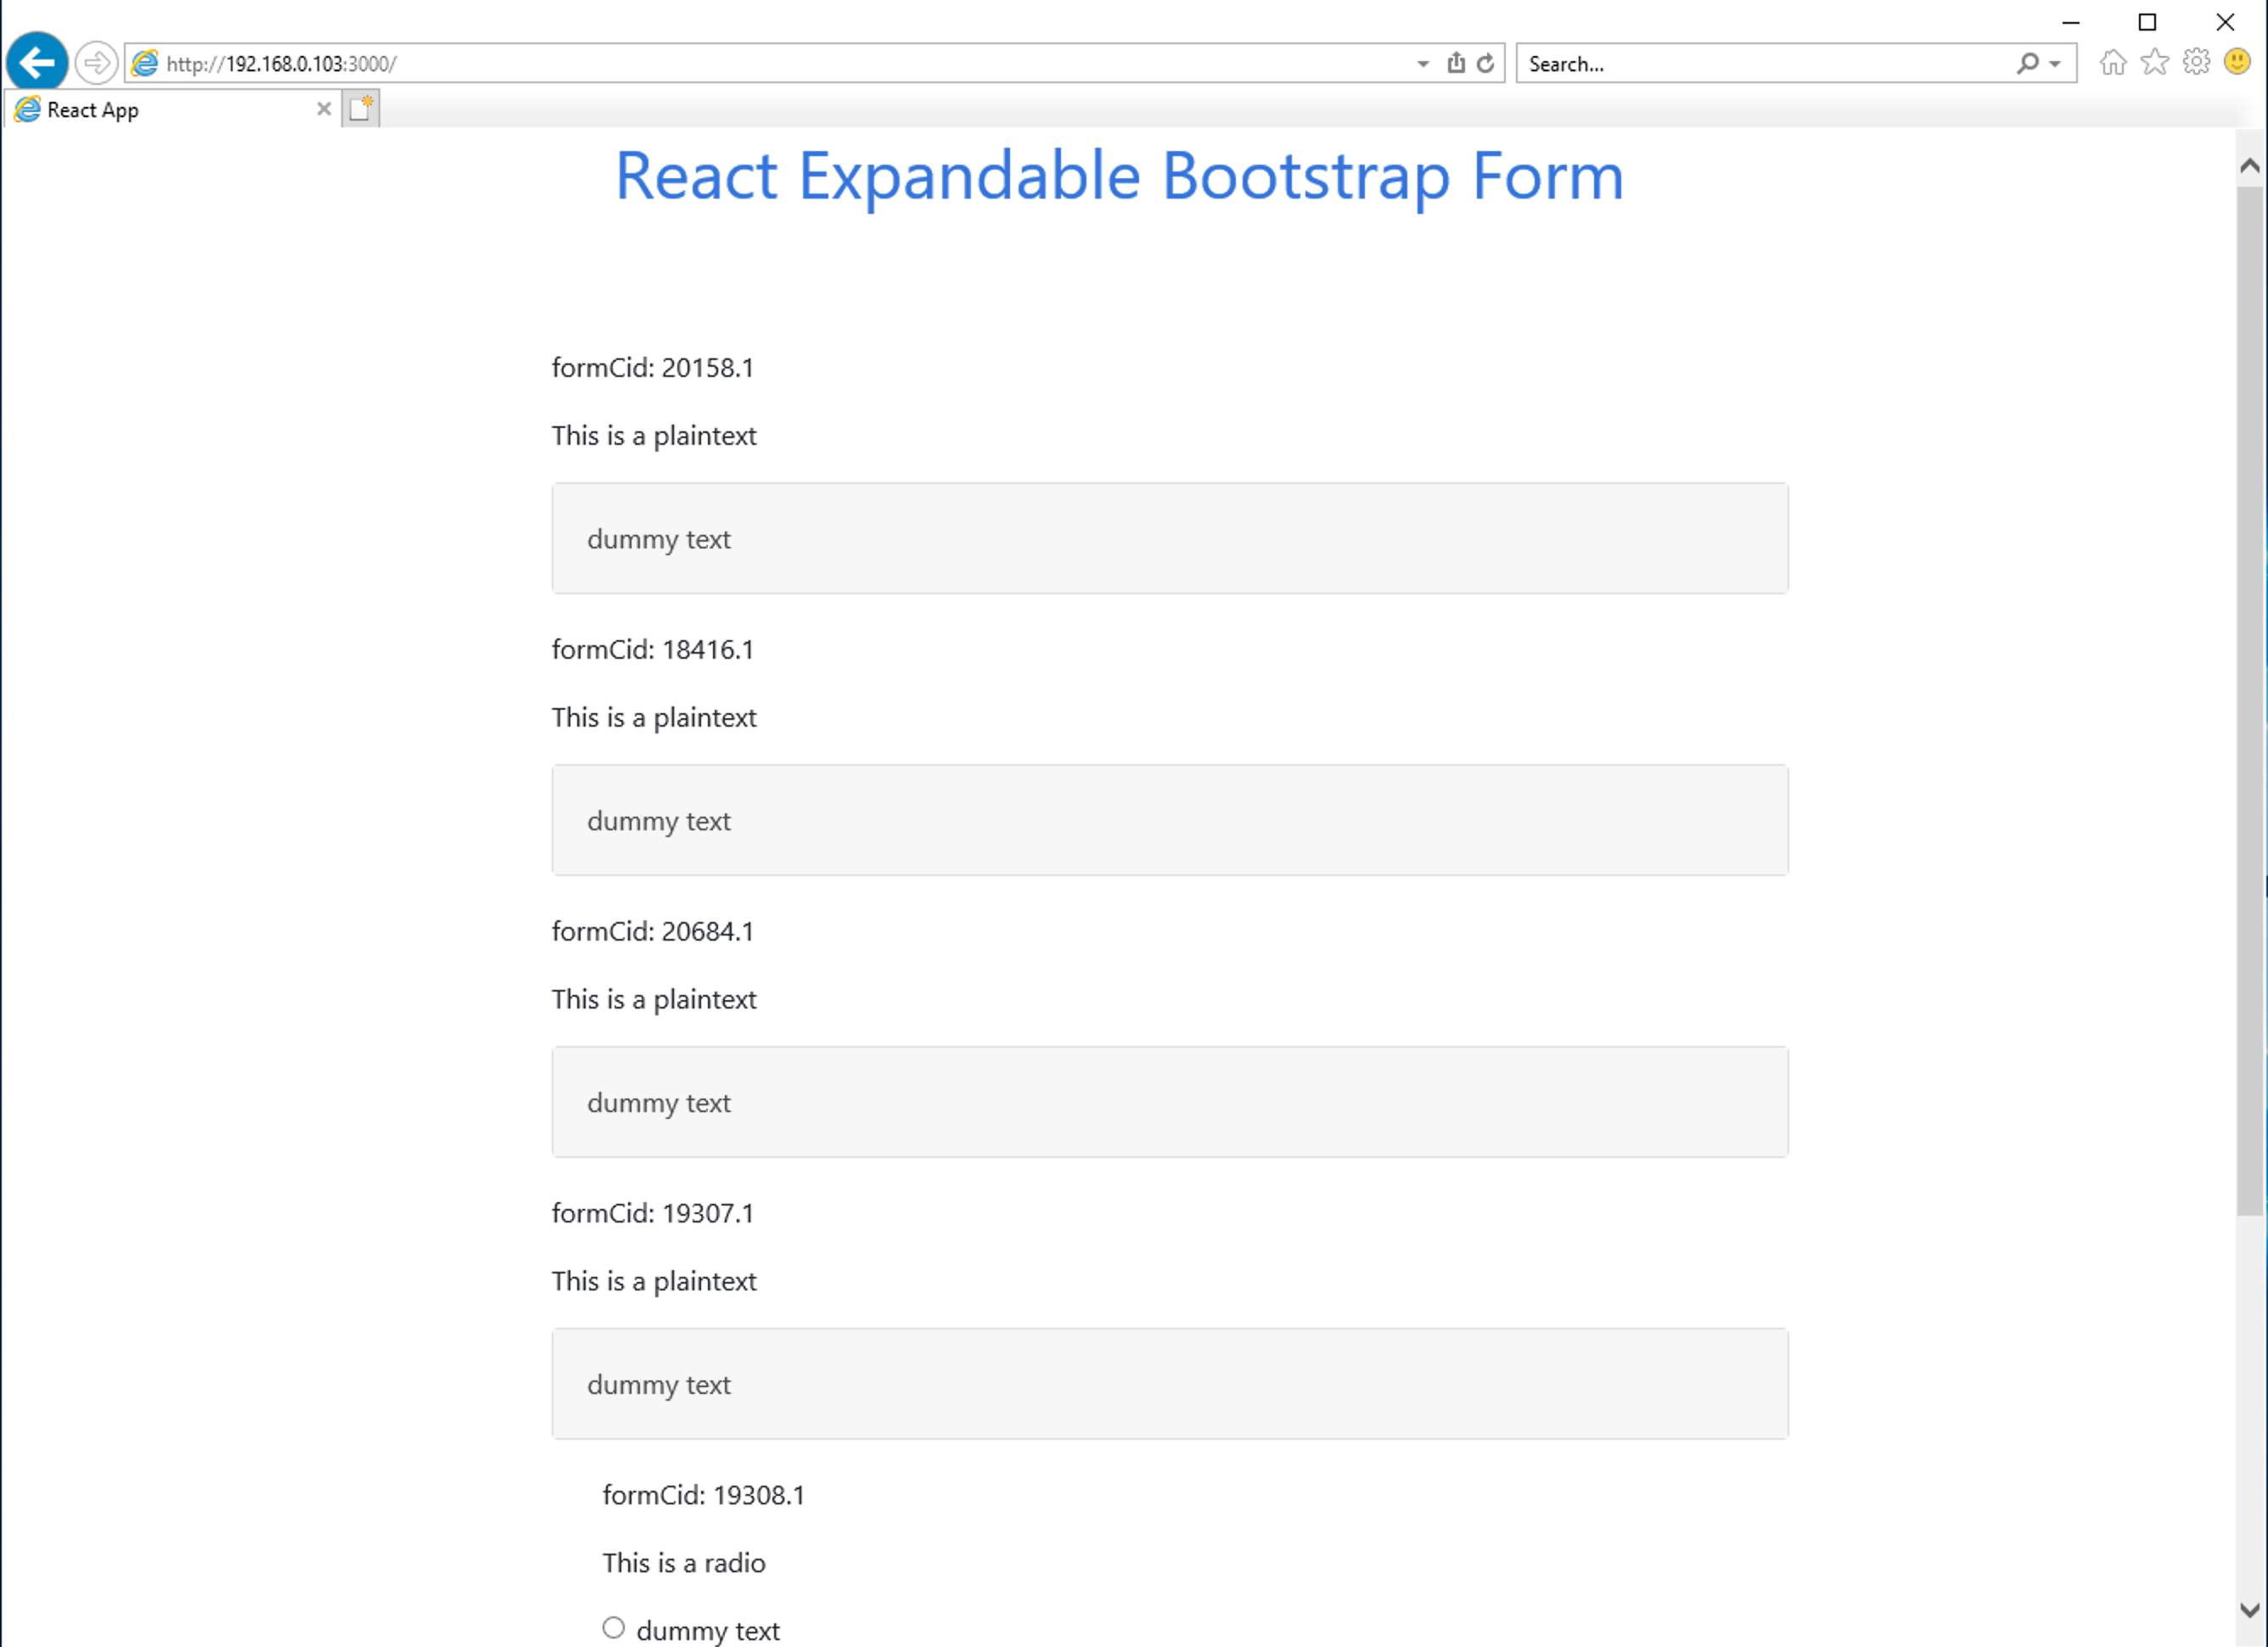 http://192.168.0.103:3000/
Search...
React App
React Expandable Bootstrap Form
formCid: 20158.1
This is a plaintext
dummy text
formCid: 18416.1
This is a plaintext
dummy text
formCid: 20684.1
This is a plaintext
dummy text
formCid: 19307.1
This is a plaintext
dummy text
formCid: 19308.1
This is a radio
dummy text